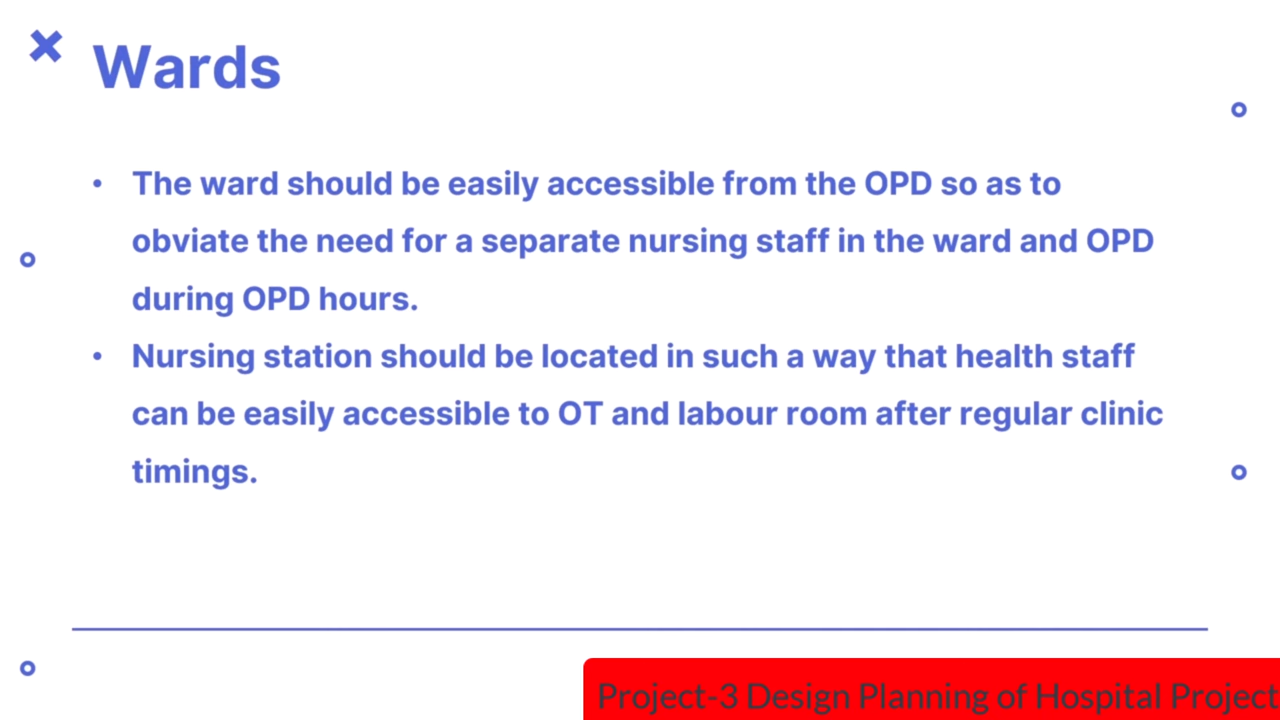 Wards
• The ward should be easily accessible from the OPD so as to
obviate the need for a separate nursing staff in the ward and OPD
during OPD hours.
• Nursing station should be located in such a way that health staff
can be easily accessible to OT and labour room after regular clinic
timings.
Project-3 Design Planning of Hospital Project